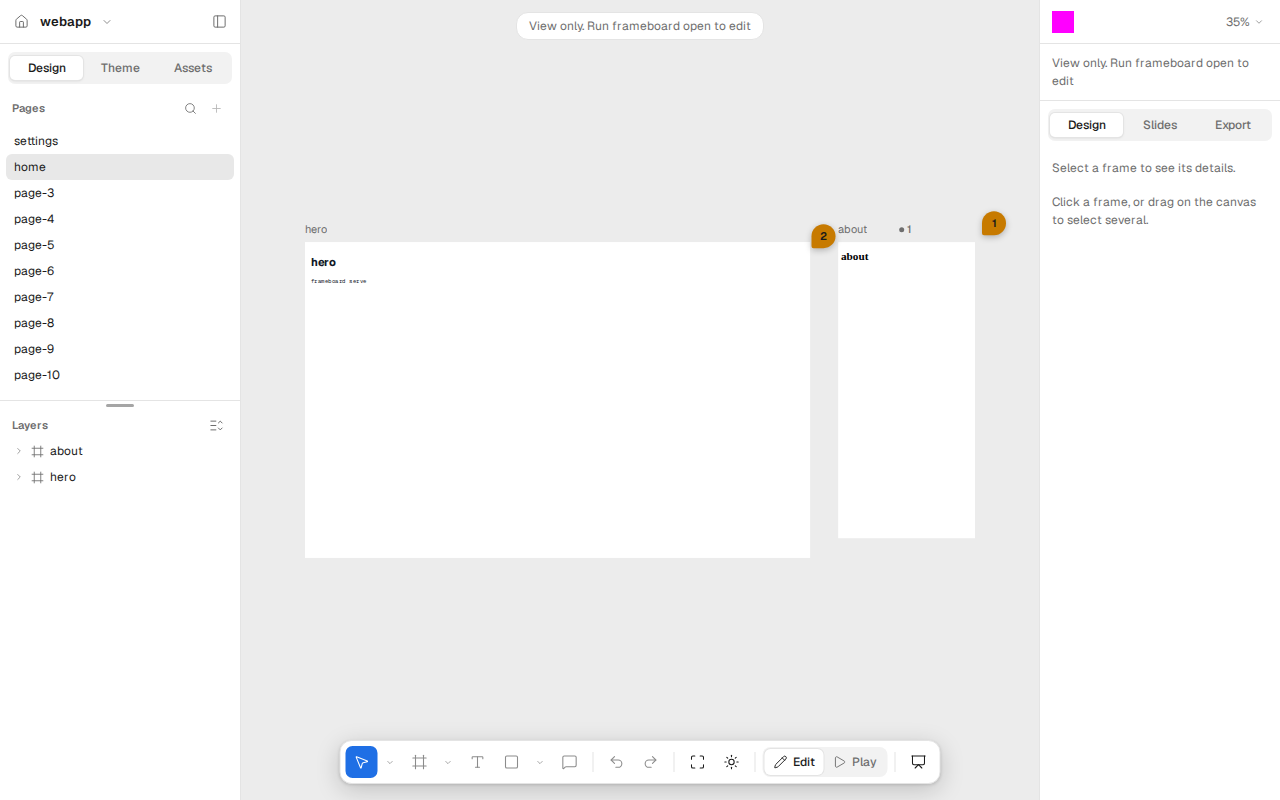 webapp
View only. Run frameboard open to edit
35%
Design
Theme
Assets
View only. Run frameboard open to
edit
Pages
Design
Slides
Export
settings
home
page-3
page-4
page-5
page-6
page-7
page-8
page-9
page-10
Select a frame to see its details.
Click a frame, or drag on the canvas
to select several.
hero
2
about
1
1
hero
frameboard serve
about
Layers
about
hero
Edit
Play